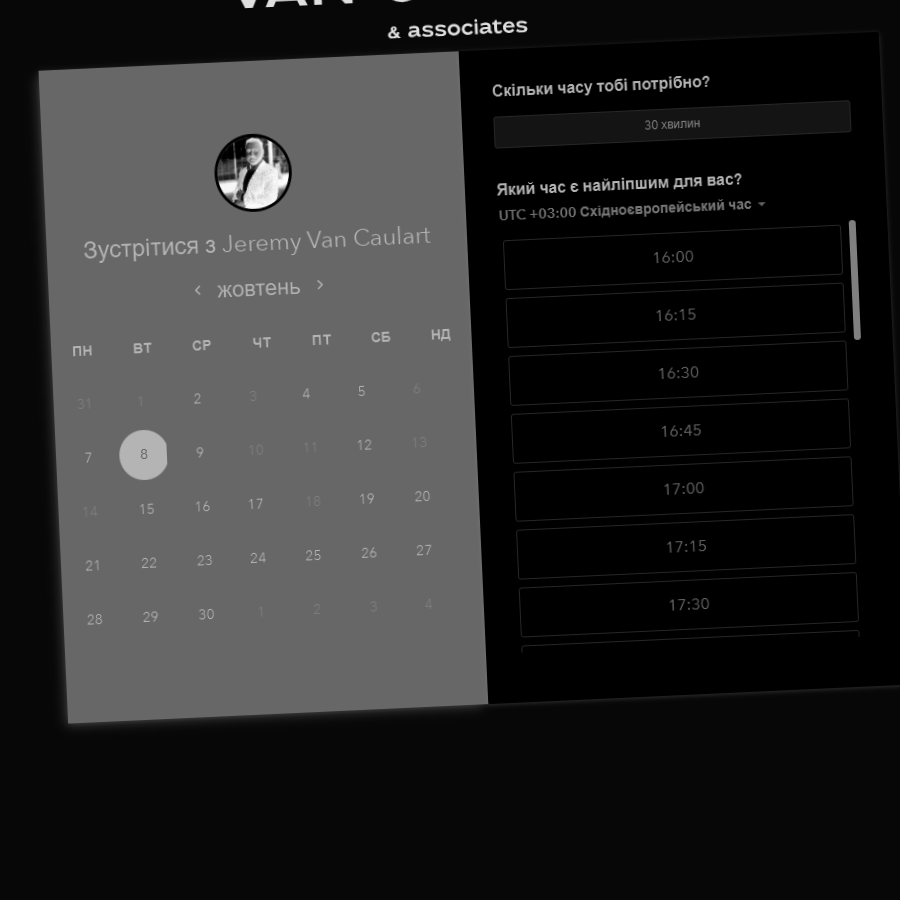 & associates
Зустрітися з Jeremy Van Caulart
жовтень
ПН ВТ СР ЧТ ПТ СБ НД
31 1 2 3 4 5 6
7 8 9 10 11 12 13
14 15 16 17 18 19 20
21 22 23 24 25 26 27
28 29 30 1 2 3 4
Скільки часу тобі потрібно?
30 хвилин
Який час є найліпшим для вас?
UTC +03:00 Східноєвропейський час
16:00
16:15
16:30
16:45
17:00
17:15
17:30